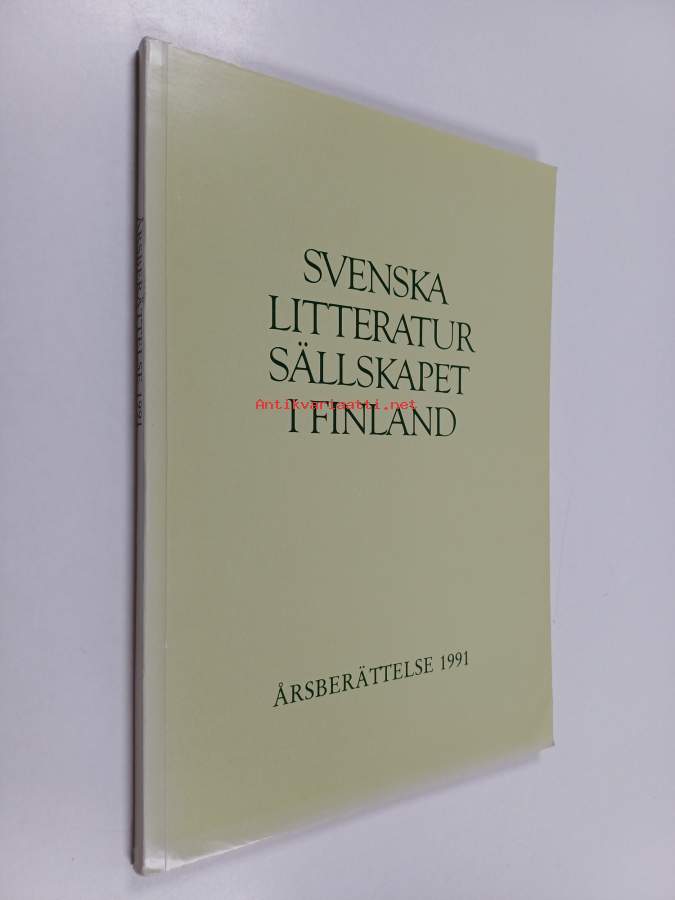 SVENSKA
LITTERATUR
SÄLLSKAPET
I FINLAND
Antikvariaatti.net
ÅRSBERÄTTELSE 1991
ÅRSBERÄTTELSE 1991